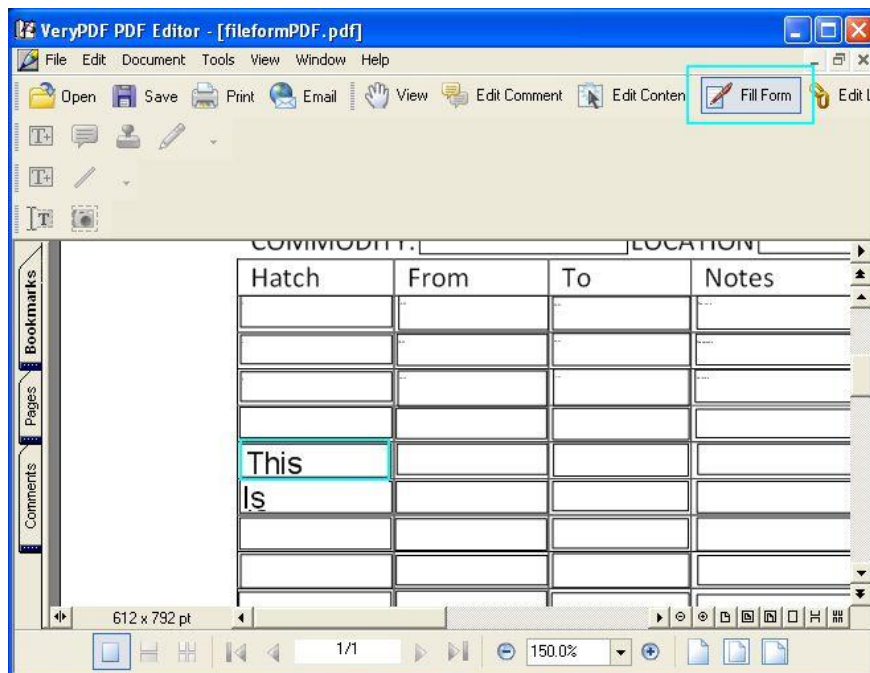 VeryPDF PDF Editor - [fileformPDF.pdf]
File Edit Document Tools View Window Help
Open Save Print Email View Edit Comment Edit Conten Fill Form Edit L
COMMODITY: LOCATION
Hatch From To Notes
This
Is
Bookmarks
Pages
Comments
612 x 792 pt
1/1 150.0%